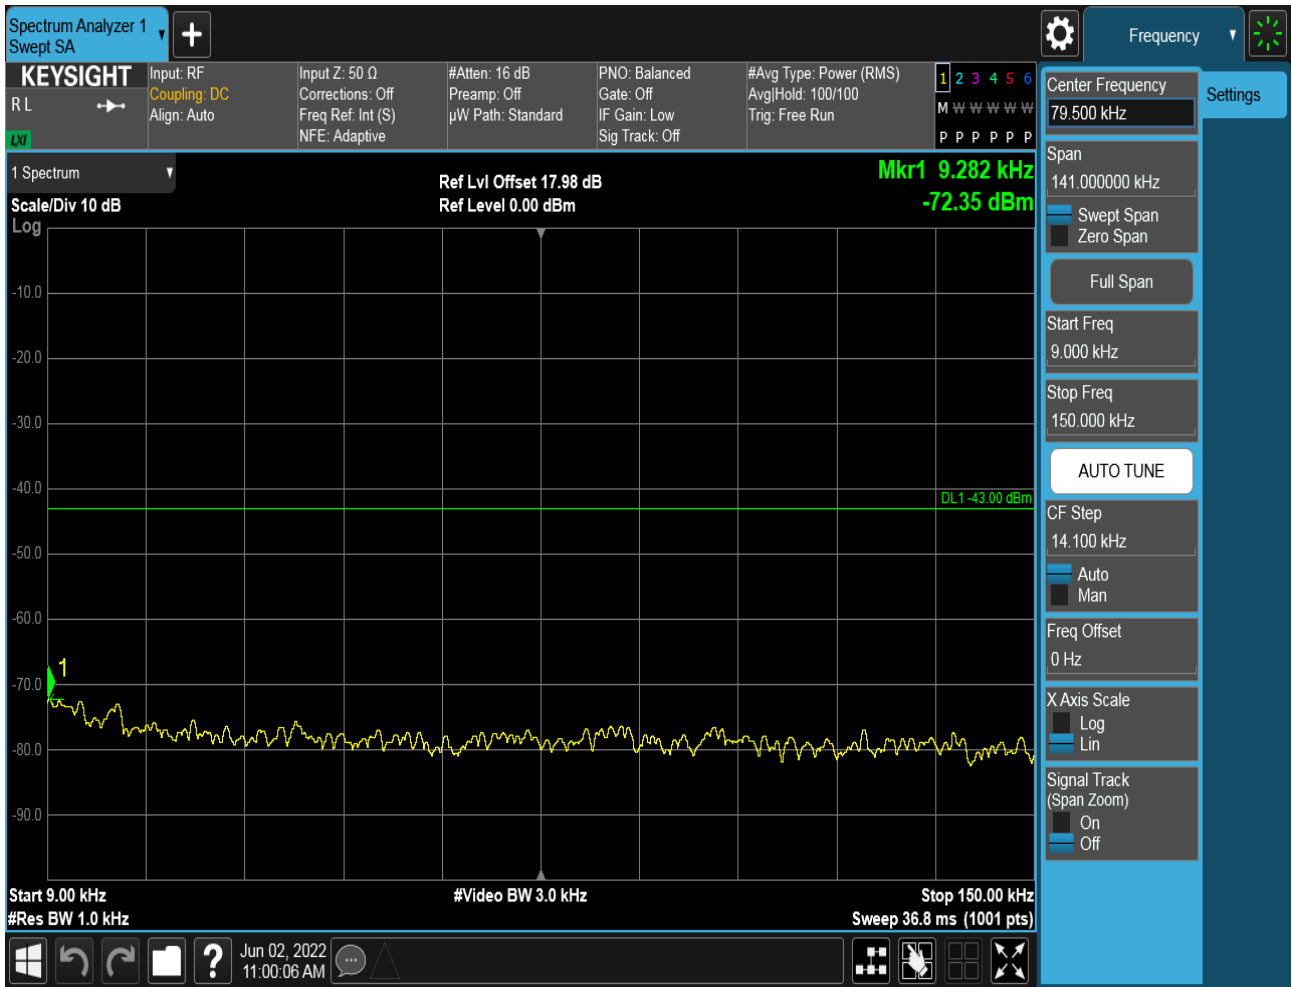 Spectrum Analyzer 1
Swept SA
Frequency
KEYSIGHT
R L
LXI
Input: RF
Coupling: DC
Align: Auto
Input Z: 50 Ω
Corrections: Off
Freq Ref: Int (S)
NFE: Adaptive
#Atten: 16 dB
Preamp: Off
µW Path: Standard
PNO: Balanced
Gate: Off
IF Gain: Low
Sig Track: Off
#Avg Type: Power (RMS)
Avg|Hold: 100/100
Trig: Free Run
1 2 3 4 5 6
M W W W W W
P P P P P P
Center Frequency
79.500 kHz
Settings
Span
141.000000 kHz
Swept Span
Zero Span
Full Span
Start Freq
9.000 kHz
Stop Freq
150.000 kHz
AUTO TUNE
CF Step
14.100 kHz
Auto
Man
Freq Offset
0 Hz
X Axis Scale
Log
Lin
Signal Track
(Span Zoom)
On
Off
1 Spectrum
Scale/Div 10 dB
Log
Ref Lvl Offset 17.98 dB
Ref Level 0.00 dBm
Mkr1 9.282 kHz
-72.35 dBm
-10.0
-20.0
-30.0
-40.0
DL1 -43.00 dBm
-50.0
-60.0
1
-70.0
-80.0
-90.0
Start 9.00 kHz
#Video BW 3.0 kHz
Stop 150.00 kHz
#Res BW 1.0 kHz
Sweep 36.8 ms (1001 pts)
?
Jun 02, 2022
11:00:06 AM